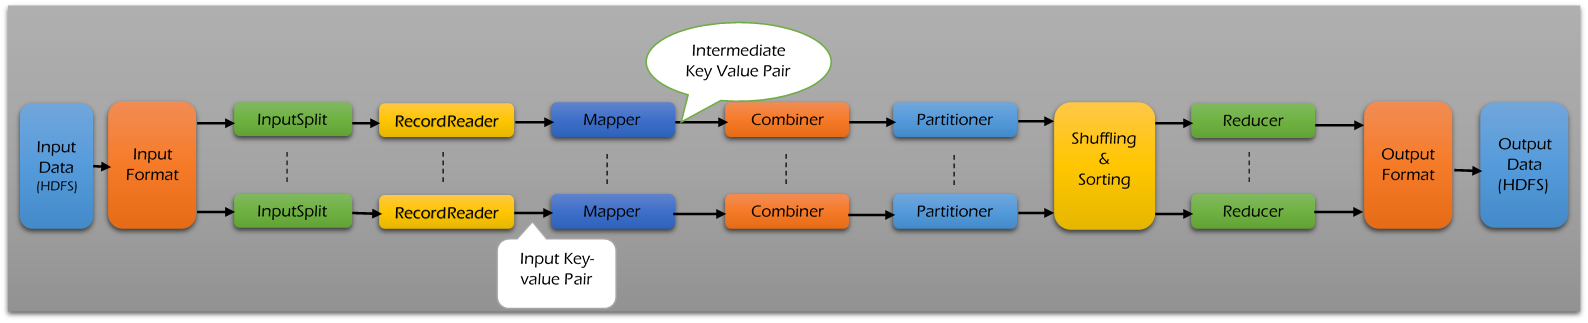 Intermediate
Key Value Pair
Input
Data
(HDFS)
Input
Format
InputSplit
RecordReader
Mapper
Combiner
Partitioner
Shuffling
&
Sorting
Reducer
Output
Format
Output
Data
(HDFS)
InputSplit
RecordReader
Mapper
Combiner
Partitioner
Reducer
Input Key-
value Pair